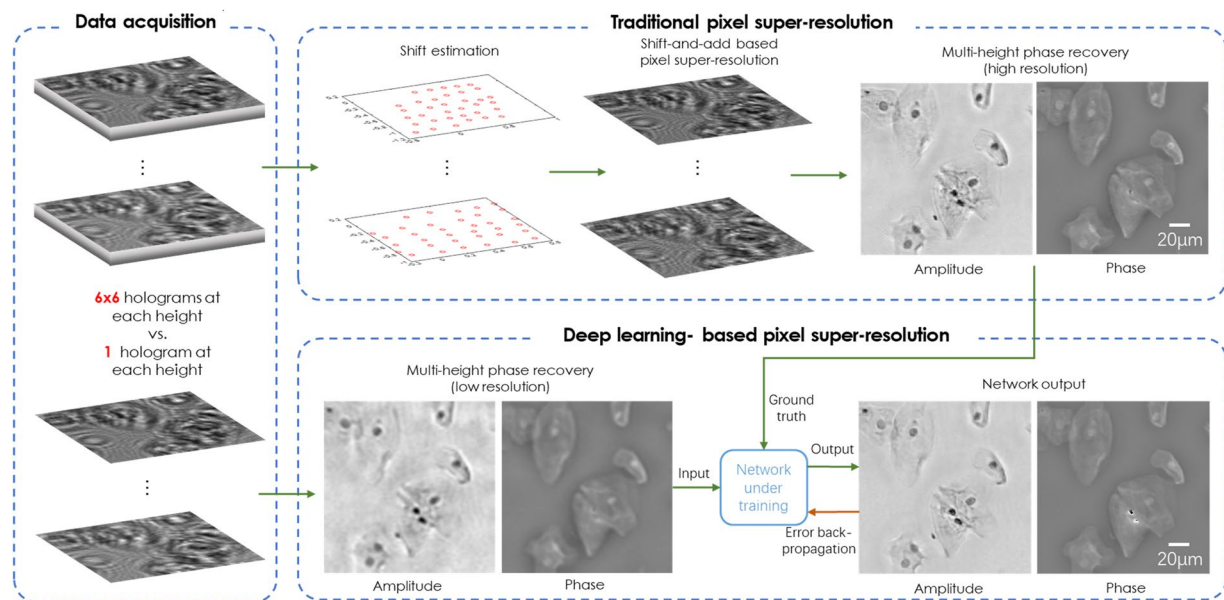 Data acquisition
6x6 holograms at
each height
vs.
1 hologram at
each height
Traditional pixel super-resolution
Shift estimation
Shift-and-add based
pixel super-resolution
Multi-height phase recovery
(high resolution)
20μm
Amplitude
Phase
Deep learning- based pixel super-resolution
Multi-height phase recovery
(low resolution)
Amplitude
Phase
Input
Ground
truth
Network
under
training
Output
Error back-
propagation
Network output
20μm
Amplitude
Phase